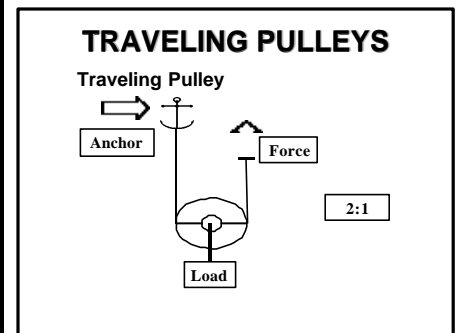 TRAVELING PULLEYS
Traveling Pulley
Anchor
Force
2:1
Load